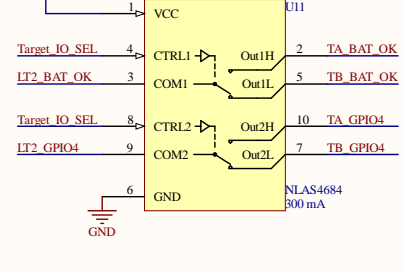 U11
1 VCC
Target_IO_SEL 4 CTRL1 Out1H 2 TA_BAT_OK
LT2_BAT_OK 3 COM1 Out1L 5 TB_BAT_OK
Target_IO_SEL 8 CTRL2 Out2H 10 TA_GPIO4
LT2_GPIO4 9 COM2 Out2L 7 TB_GPIO4
6 GND
NLAS4684
300 mA
GND